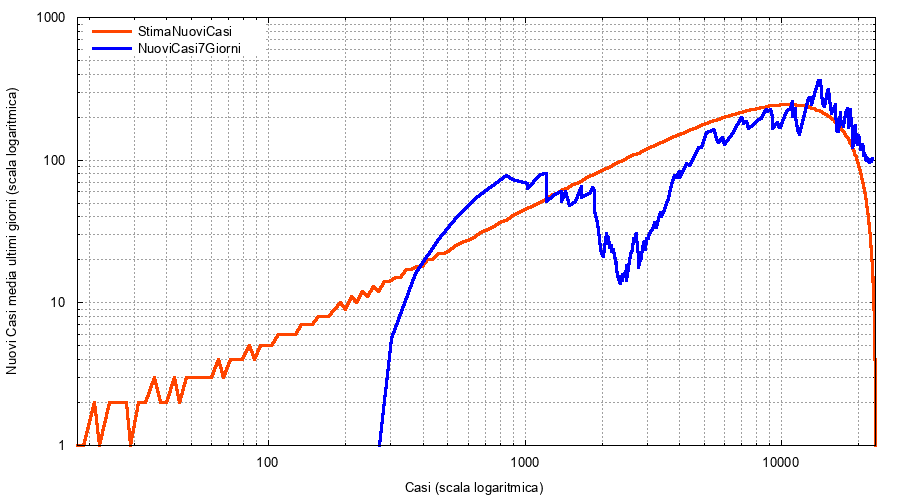 1000
StimaNuoviCasi
NuoviCasi7Giorni
100
10
1
Nuovi Casi media ultimi giorni (scala logaritmica)
100
1000
10000
Casi (scala logaritmica)